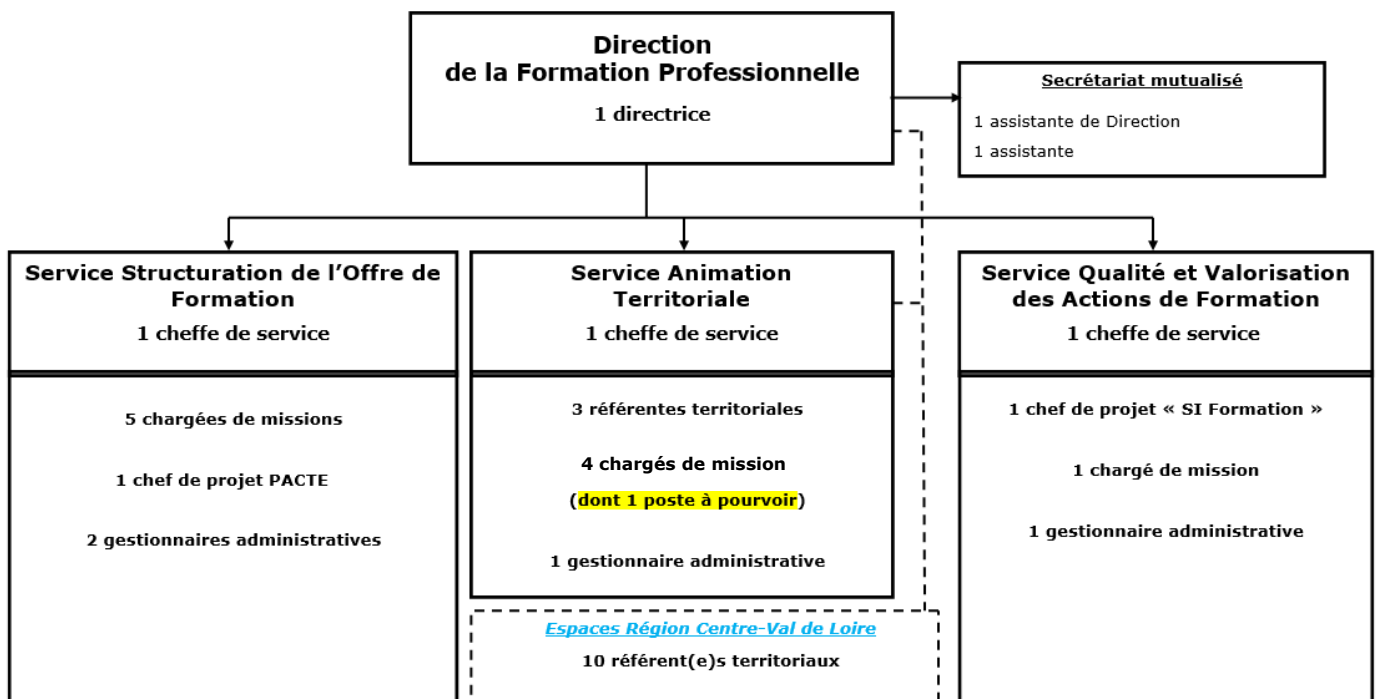 Direction
de la Formation Professionnelle
1 directrice
Secrétariat mutualisé
1 assistante de Direction
1 assistante
Service Structuration de l’Offre de
Formation
1 cheffe de service
5 chargées de missions
1 chef de projet PACTE
2 gestionnaires administratives
Service Animation
Territoriale
1 cheffe de service
3 référentes territoriales
4 chargés de mission
(dont 1 poste à pourvoir)
1 gestionnaire administrative
Espaces Région Centre-Val de Loire
10 référent(e)s territoriaux
Service Qualité et Valorisation
des Actions de Formation
1 cheffe de service
1 chef de projet « SI Formation »
1 chargé de mission
1 gestionnaire administrative